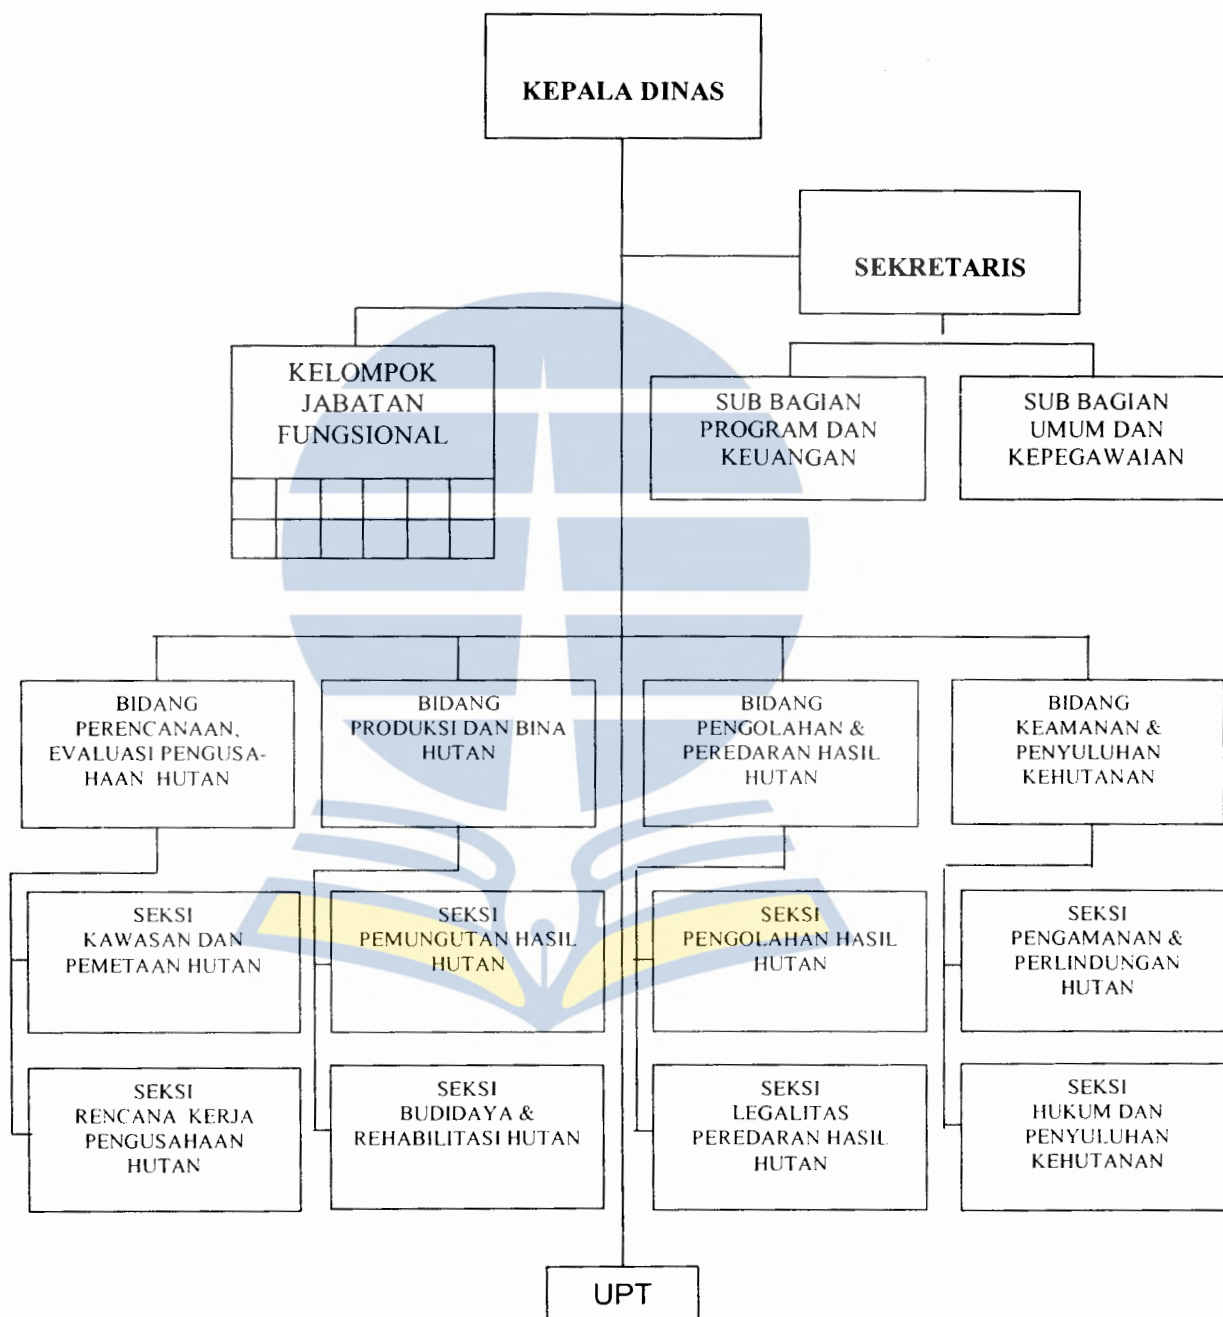 KEPALA DINAS
SEKRETARIS
KELOMPOK
JABATAN
FUNGSIONAL
SUB BAGIAN
PROGRAM DAN
KEUANGAN
SUB BAGIAN
UMUM DAN
KEPEGAWAIAN
BIDANG
PERENCANAAN,
EVALUASI PENGUSA-
HAAN HUTAN
BIDANG
PRODUKSI DAN BINA
HUTAN
BIDANG
PENGOLAHAN &
PEREDARAN HASIL
HUTAN
BIDANG
KEAMANAN &
PENYULUHAN
KEHUTANAN
SEKSI
KAWASAN DAN
PEMETAAN HUTAN
SEKSI
PEMUNGUTAN HASIL
HUTAN
SEKSI
PENGOLAHAN HASIL
HUTAN
SEKSI
PENGAMANAN &
PERLINDUNGAN
HUTAN
SEKSI
RENCANA KERJA
PENGUSAHAAN
HUTAN
SEKSI
BUDIDAYA &
REHABILITASI HUTAN
SEKSI
LEGALITAS
PEREDARAN HASIL
HUTAN
SEKSI
HUKUM DAN
PENYULUHAN
KEHUTANAN
UPT